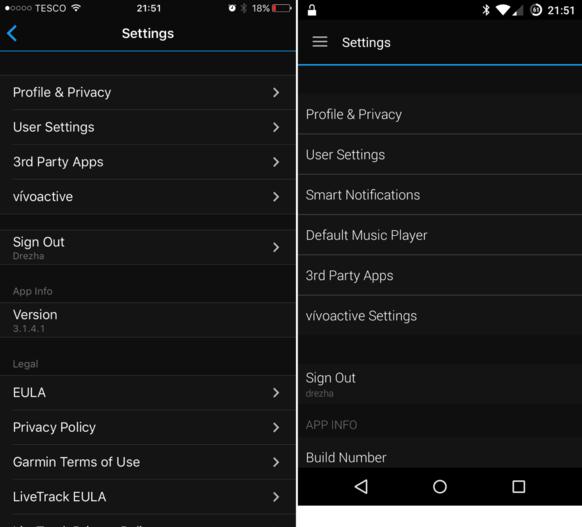 TESCO 21:51 18%
Settings
Profile & Privacy
User Settings
3rd Party Apps
vívoactive
Sign Out
Drezha
App Info
Version
3.1.4.1
Legal
EULA
Privacy Policy
Garmin Terms of Use
LiveTrack EULA
61 21:51
Settings
Profile & Privacy
User Settings
Smart Notifications
Default Music Player
3rd Party Apps
vívoactive Settings
Sign Out
drezha
APP INFO
Build Number